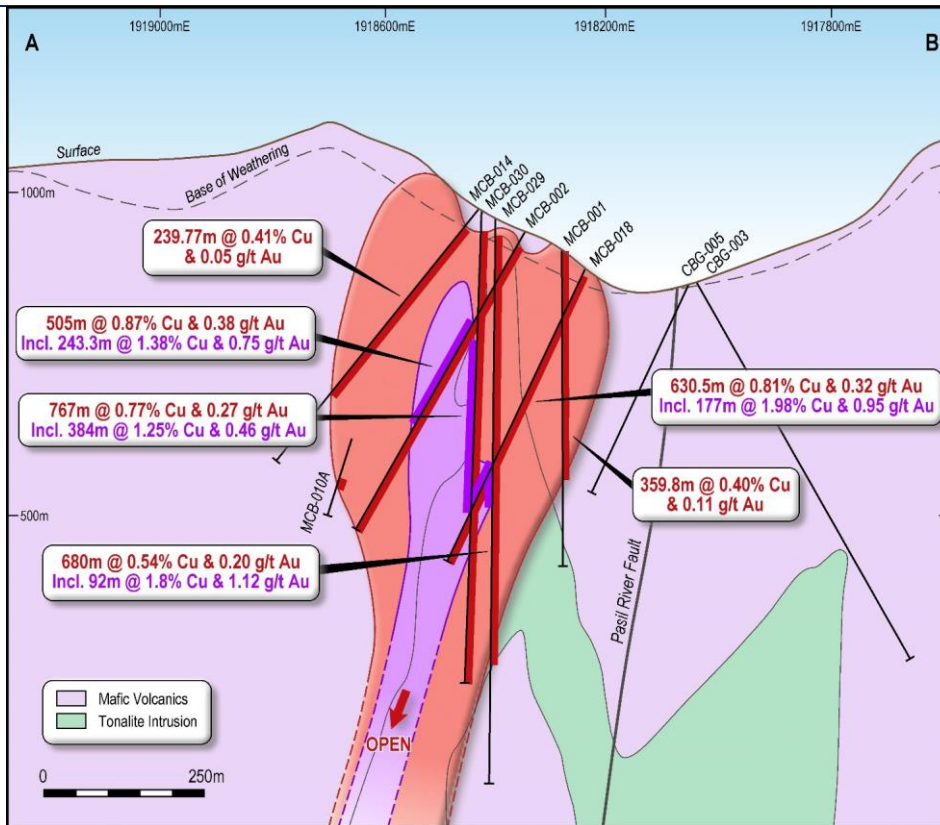 1919000mE
1918600mE
1918200mE
1917800mE
A
B
Surface
Base of Weathering
1000m
500m
MCB-014
MCB-030
MCB-029
MCB-002
MCB-001
MCB-018
CBG-005
CBG-003
239.77m @ 0.41% Cu
& 0.05 g/t Au
505m @ 0.87% Cu & 0.38 g/t Au
Incl. 243.3m @ 1.38% Cu & 0.75 g/t Au
767m @ 0.77% Cu & 0.27 g/t Au
Incl. 384m @ 1.25% Cu & 0.46 g/t Au
630.5m @ 0.81% Cu & 0.32 g/t Au
Incl. 177m @ 1.98% Cu & 0.95 g/t Au
359.8m @ 0.40% Cu
& 0.11 g/t Au
MCB-010A
680m @ 0.54% Cu & 0.20 g/t Au
Incl. 92m @ 1.8% Cu & 1.12 g/t Au
Pasil River Fault
Mafic Volcanics
Tonalite Intrusion
OPEN
0
250m